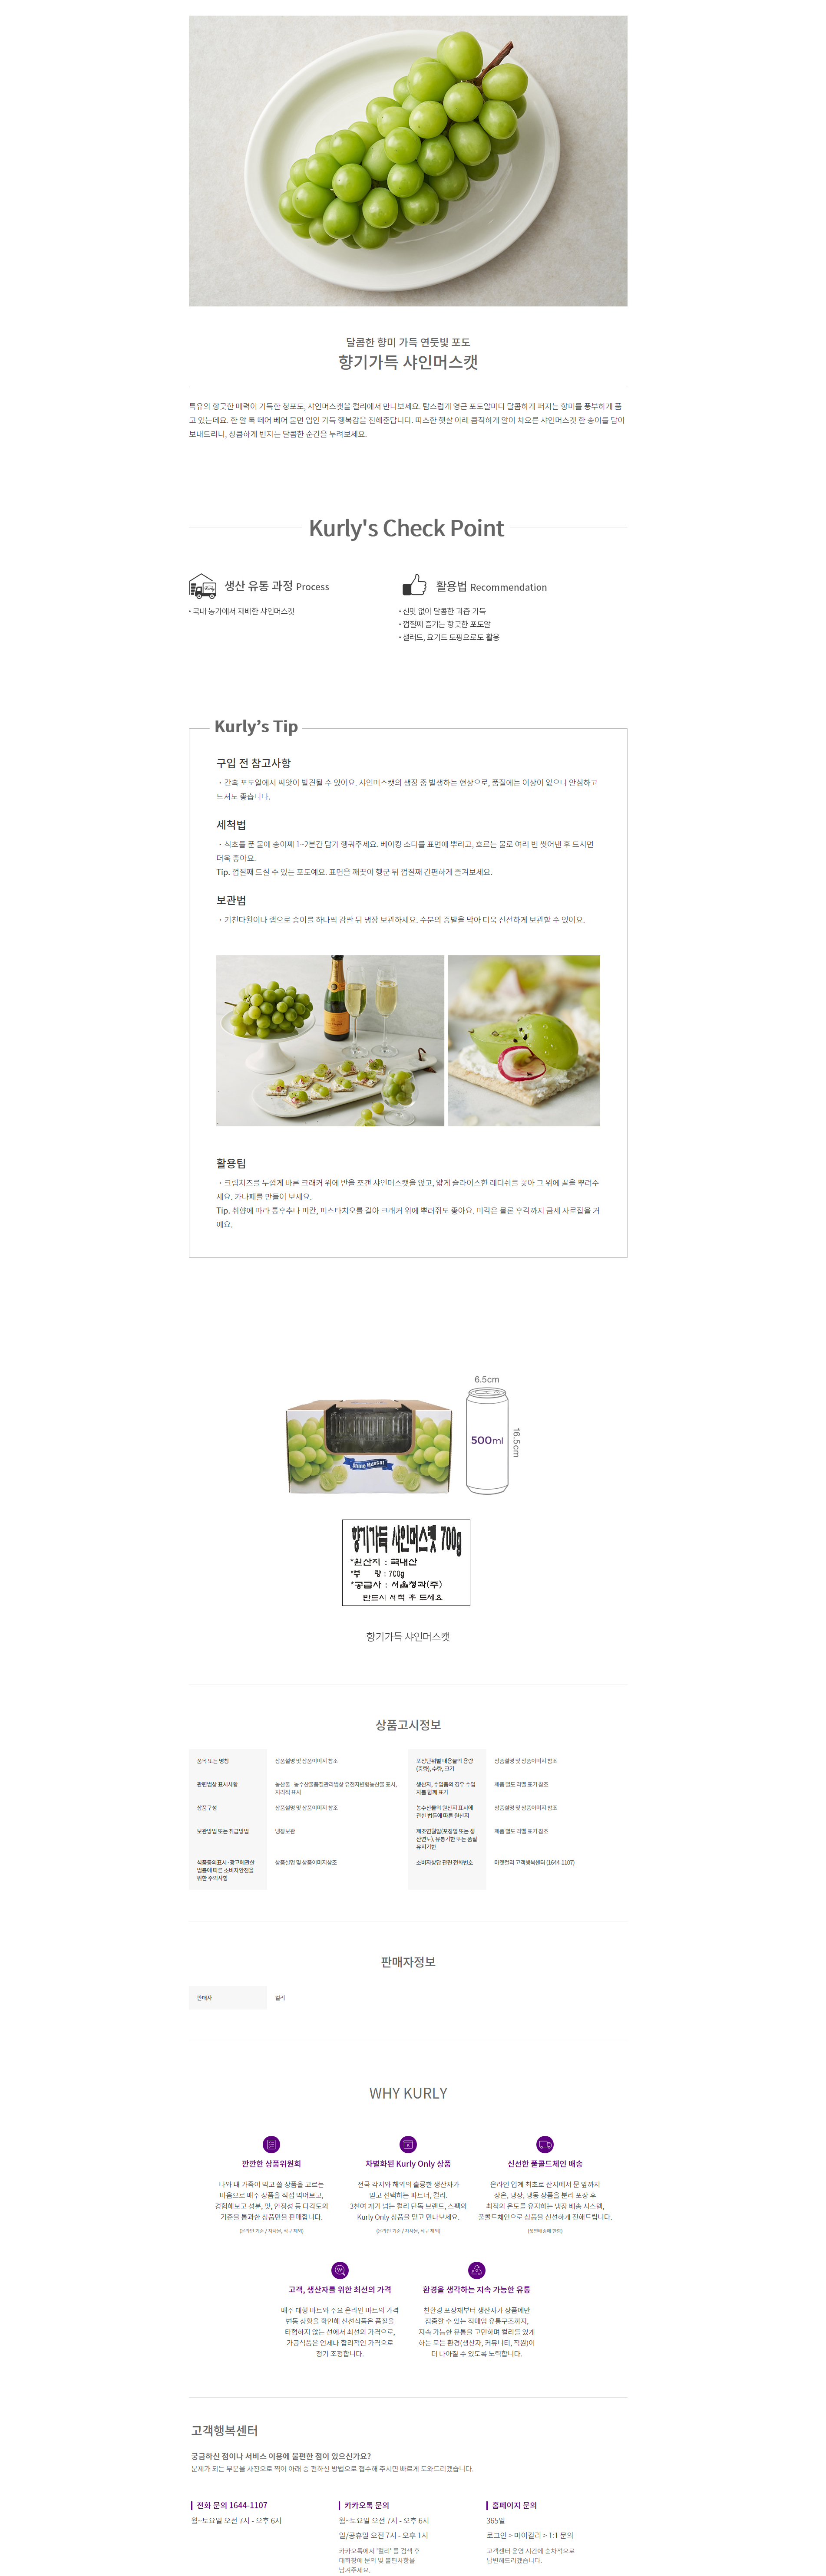 달콤한 향미 가득 연둣빛 포도
향기가득 샤인머스캣
특유의 향긋한 매력이 가득한 청포도, 샤인머스캣을 컬리에서 만나보세요. 탐스럽게 영근 포도알마다 달콤하게 퍼지는 향미를 풍부하게 품
고 있는데요. 한 알 톡 떼어 베어 물면 입안 가득 행복감을 전해준답니다. 따스한 햇살 아래 큼직하게 말이 차오른 샤인머스캣 한 송이를 담아
보내드리니, 상큼하게 번지는 달콤한 순간을 누려보세요.
Kurly's Check Point
생산 유통 과정 Process
• 국내 농가에서 재배한 샤인머스캣
활용법 Recommendation
• 신맛 없이 달콤한 과즙 가득
• 껍질째 즐기는 향긋한 포도알
• 샐러드, 요거트 토핑으로도 활용
Kurly's Tip
구입 전 참고사항
・간혹 포도알에서 씨앗이 발견될 수 있어요. 샤인머스캣의 생장 중 발생하는 현상으로, 품질에는 이상이 없으니 안심하고
드셔도 좋습니다.
세척법
・식초를 푼 물에 송이째 1~2분간 담가 헹궈주세요. 베이킹 소다를 표면에 뿌리고, 흐르는 물로 여러 번 씻어낸 후 드시면
더욱 좋아요.
Tip. 껍질째 드실 수 있는 포도예요. 표면을 깨끗이 헹군 뒤 껍질째 간편하게 즐겨보세요.
보관법
・키친타월이나 랩으로 송이를 하나씩 감싼 뒤 냉장 보관하세요. 수분의 증발을 막아 더욱 신선하게 보관할 수 있어요.
활용팁
・크림치즈를 두껍게 바른 크래커 위에 반을 쪼갠 샤인머스캣을 얹고, 얇게 슬라이스한 레디쉬를 꽂아 그 위에 꿀을 뿌려주
세요. 카나페를 만들어 보세요.
Tip. 취향에 따라 통후추나 피칸, 피스타치오를 갈아 크래커 위에 뿌려줘도 좋아요. 미각은 물론 후각까지 금세 사로잡을 거
예요.
6.5cm
500ml
16.5cm
Shine Muscat
향기가득 샤인머스캣 700g
*원산지 : 국내산
*중 량 : 700g
*공급사 : 서울청과(주)
반드시 세척 후 드세요
향기가득 샤인머스캣
상품고시정보
품목 또는 명칭 상품설명 및 상품이미지 참조
포장단위별 내용물의 용량
(중량), 수량, 크기 상품설명 및 상품이미지 참조
관련법상 표시사항 농산물 - 농수산물품질관리법상 유전자변형농산물 표시,
지리적 표시
생산자, 수입품의 경우 수입
자를 함께 표기 제품 별도 라벨 표기 참조
상품구성 상품설명 및 상품이미지 참조
농수산물의 원산지 표시에
관한 법률에 따른 원산지 상품설명 및 상품이미지 참조
보관방법 또는 취급방법 냉장보관
제조연월일(포장일 또는 생
산연도), 유통기한 또는 품질
유지기한 제품 별도 라벨 표기 참조
식품등의표시·광고에관한
법률에 따른 소비자안전을
위한 주의사항 상품설명 및 상품이미지참조
소비자상담 관련 전화번호 마켓컬리 고객행복센터 (1644-1107)
판매자정보
판매자 컬리
WHY KURLY
깐깐한 상품위원회
나와 내 가족이 먹고 쓸 상품을 고르는
마음으로 매주 상품을 직접 먹어보고,
경험해보고 성분, 맛, 안정성 등 다각도의
기준을 통과한 상품만을 판매합니다.
(온라인 기준 / 자사몰, 직구 제외)
차별화된 Kurly Only 상품
전국 각지와 해외의 훌륭한 생산자가
믿고 선택하는 파트너, 컬리.
3천여 개가 넘는 컬리 단독 브랜드, 스펙의
Kurly Only 상품을 믿고 만나보세요.
(온라인 기준 / 자사몰, 직구 제외)
신선한 풀콜드체인 배송
온라인 업계 최초로 산지에서 문 앞까지
상온, 냉장, 냉동 상품을 분리 포장 후
최적의 온도를 유지하는 냉장 배송 시스템,
풀콜드체인으로 상품을 신선하게 전해드립니다.
(샛별배송에 한함)
고객, 생산자를 위한 최선의 가격
매주 대형 마트와 주요 온라인 마트의 가격
변동 상황을 확인해 신선식품은 품질을
타협하지 않는 선에서 최선의 가격으로,
가공식품은 언제나 합리적인 가격으로
정기 조정합니다.
환경을 생각하는 지속 가능한 유통
친환경 포장재부터 생산자가 상품에만
집중할 수 있는 직매입 유통구조까지,
지속 가능한 유통을 고민하며 컬리를 있게
하는 모든 환경(생산자, 커뮤니티, 직원)이
더 나아질 수 있도록 노력합니다.
고객행복센터
궁금하신 점이나 서비스 이용에 불편한 점이 있으신가요?
문제가 되는 부분을 사진으로 찍어 아래 중 편하신 방법으로 접수해 주시면 빠르게 도와드리겠습니다.
전화 문의 1644-1107
월~토요일 오전 7시 - 오후 6시
카카오톡 문의
월~토요일 오전 7시 - 오후 6시
일/공휴일 오전 7시 - 오후 1시
카카오톡에서 '컬리' 를 검색 후
대화창에 문의 및 불편사항을
남겨주세요.
홈페이지 문의
365일
로그인 > 마이컬리 > 1:1 문의
고객센터 운영 시간에 순차적으로
답변해드리겠습니다.